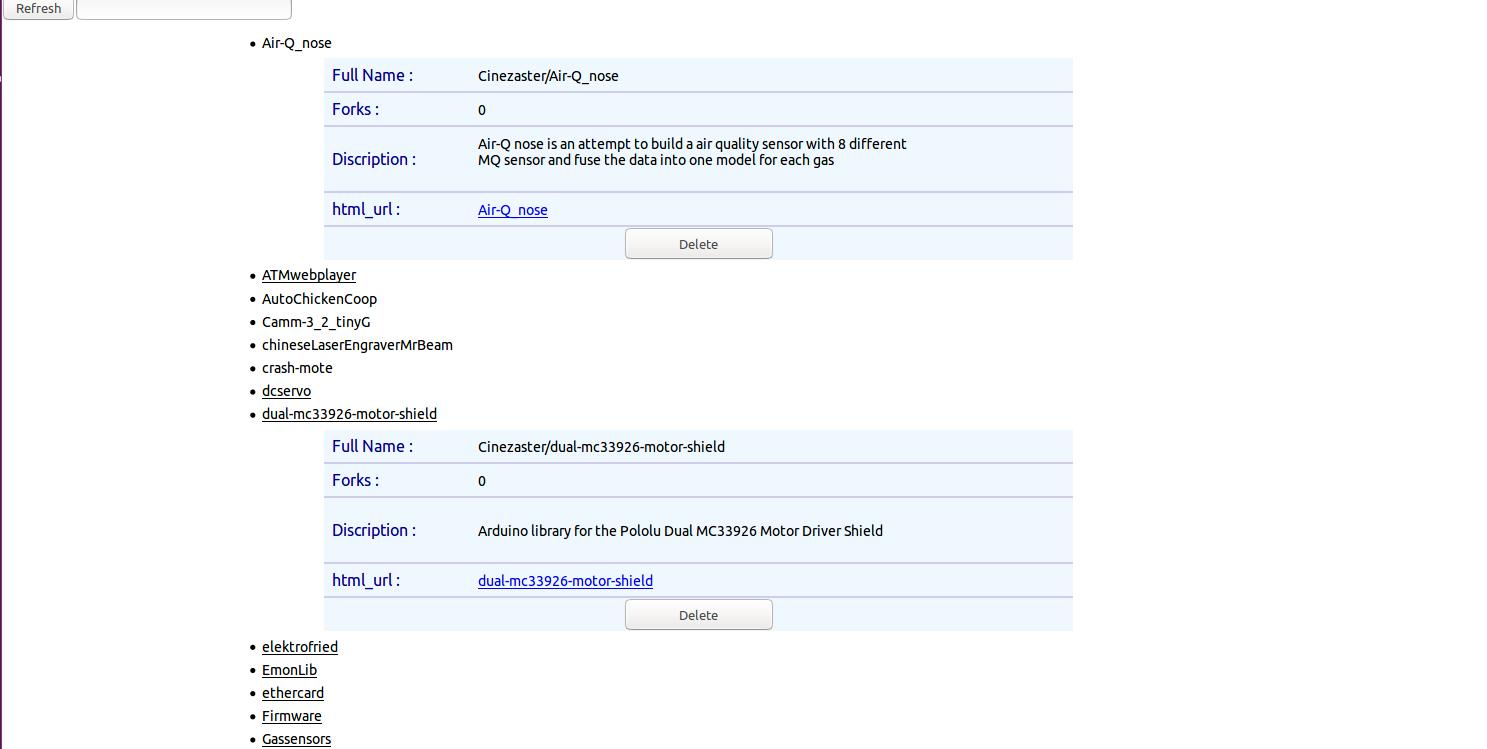 Refresh
Air-Q_nose
Full Name : Cinezaster/Air-Q_nose
Forks : 0
Discription : Air-Q nose is an attempt to build a air quality sensor with 8 different
MQ sensor and fuse the data into one model for each gas
html_url : Air-Q_nose
Delete
ATMwebplayer
AutoChickenCoop
Camm-3_2_tinyG
chineseLaserEngraverMrBeam
crash-mote
dcservo
dual-mc33926-motor-shield
Full Name : Cinezaster/dual-mc33926-motor-shield
Forks : 0
Discription : Arduino library for the Pololu Dual MC33926 Motor Driver Shield
html_url : dual-mc33926-motor-shield
Delete
elektrofried
EmonLib
ethercard
Firmware
Gassensors